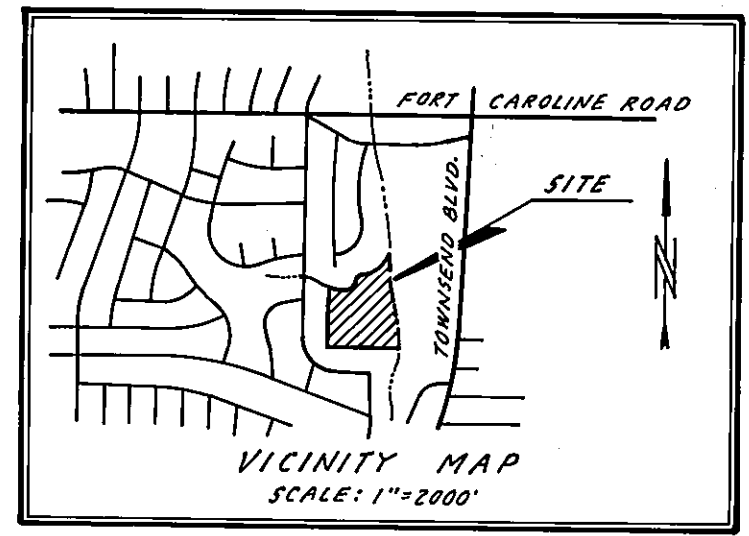 FORT CAROLINE ROAD
SITE
TOWNSEND BLVD.
N
VICINITY MAP
SCALE: 1"=2000'